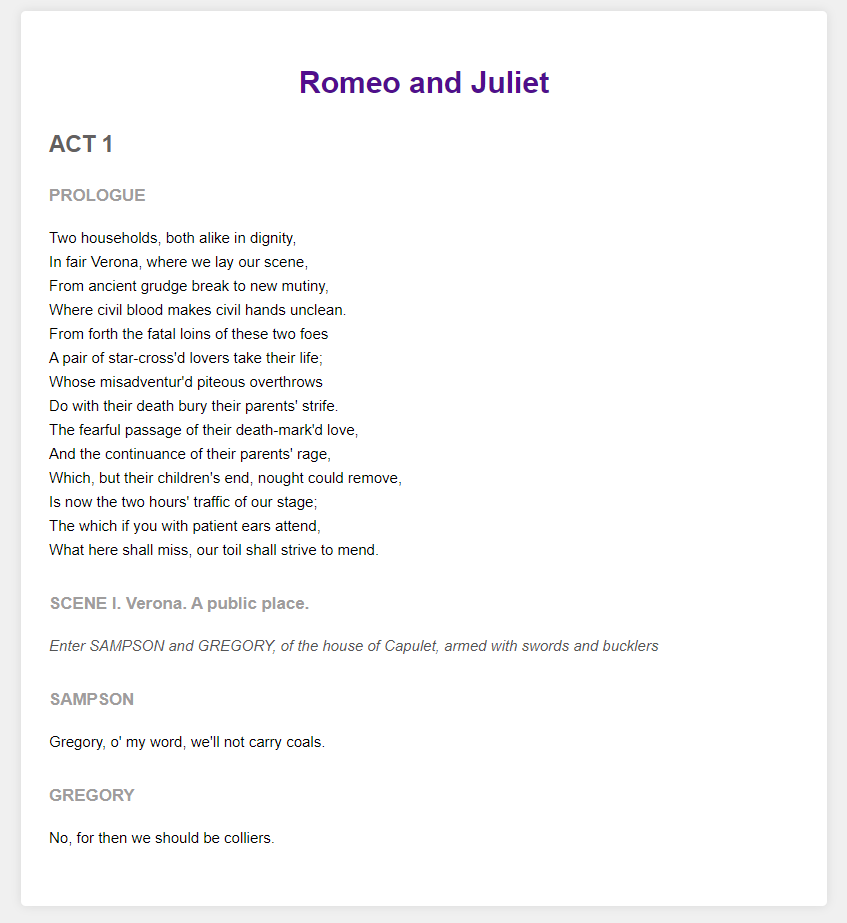 Romeo and Juliet
ACT 1
PROLOGUE
Two households, both alike in dignity,
In fair Verona, where we lay our scene,
From ancient grudge break to new mutiny,
Where civil blood makes civil hands unclean.
From forth the fatal loins of these two foes
A pair of star-cross'd lovers take their life;
Whose misadventur'd piteous overthrows
Do with their death bury their parents' strife.
The fearful passage of their death-mark'd love,
And the continuance of their parents' rage,
Which, but their children's end, nought could remove,
Is now the two hours' traffic of our stage;
The which if you with patient ears attend,
What here shall miss, our toil shall strive to mend.
SCENE I. Verona. A public place.
Enter SAMPSON and GREGORY, of the house of Capulet, armed with swords and bucklers
SAMPSON
Gregory, o' my word, we'll not carry coals.
GREGORY
No, for then we should be colliers.